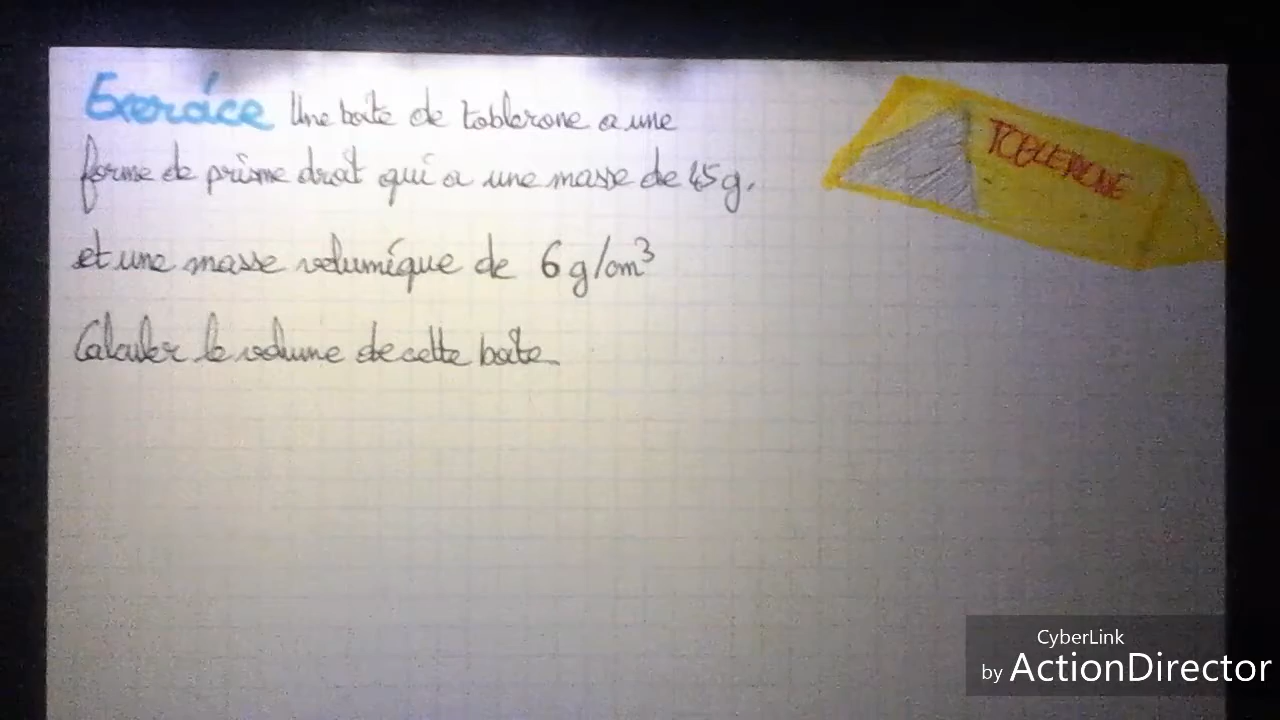 Exercice Une boîte de toblerone a une
forme de prisme droit qui a une masse de 45g.
et une masse volumique de 6 g/cm³
Calculer le volume de cette boîte
TOBLERONE
CyberLink
by ActionDirector